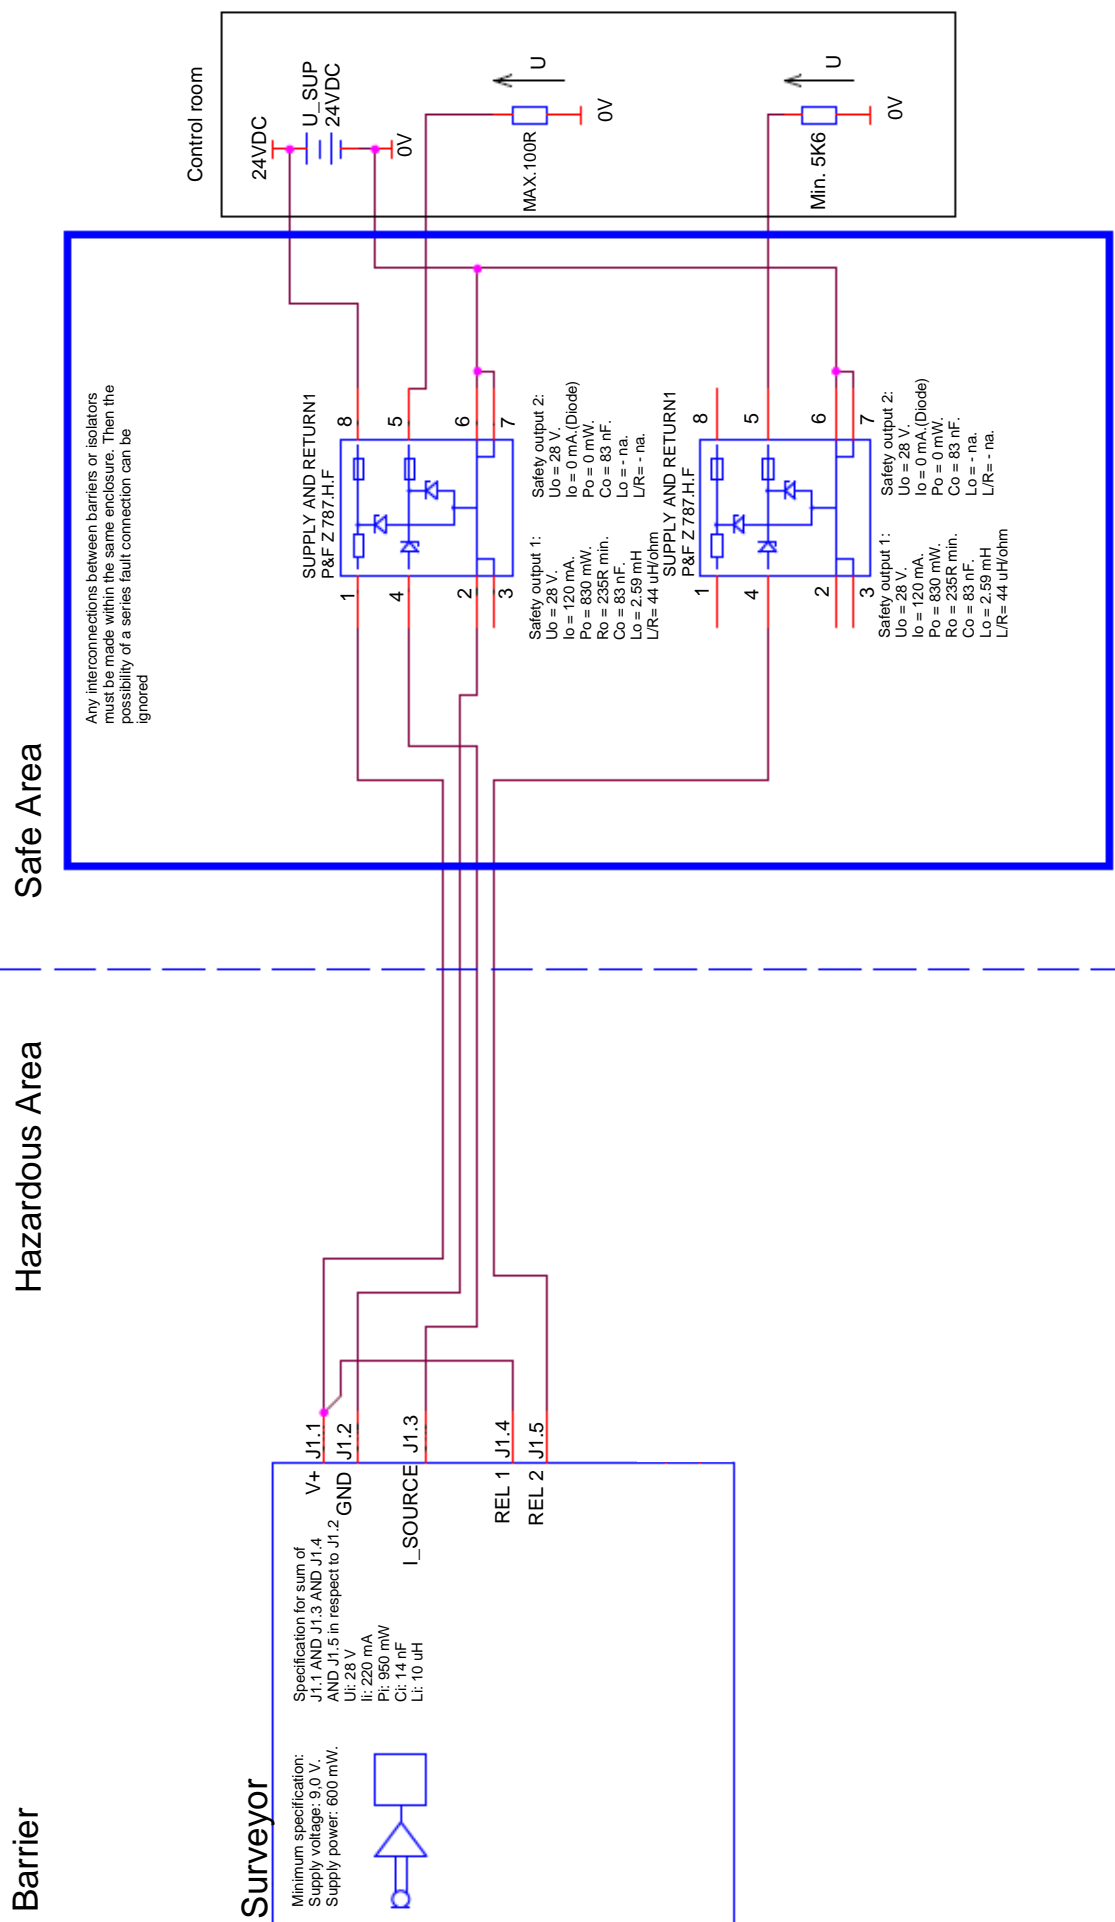 Barrier
Hazardous Area
Safe Area
Surveyor
Minimum specification:
Supply voltage: 9,0 V.
Supply power: 600 mW.
Specification for sum of
J1.1 AND J1.3 AND J1.4
AND J1.5 in respect to J1.2
Ui: 28 V
Ii: 220 mA
Pi: 950 mW
Ci: 14 nF
Li: 10 uH
V+ J1.1
GND J1.2
I_SOURCE J1.3
REL 1 J1.4
REL 2 J1.5
Any interconnections between barriers or isolators
must be made within the same enclosure. Then the
possibility of a series fault connection can be
ignored
SUPPLY AND RETURN1
P&F Z 787.H.F
1 8
4 5
2 6
3 7
Safety output 1:
Uo = 28 V.
Io = 120 mA.
Po = 830 mW.
Ro = 235R min.
Co = 83 nF.
Lo = 2.59 mH
L/R= 44 uH/ohm
Safety output 2:
Uo = 28 V.
Io = 0 mA.(Diode)
Po = 0 mW.
Co = 83 nF.
Lo = - na.
L/R= - na.
SUPPLY AND RETURN1
P&F Z 787.H.F
1 8
4 5
2 6
3 7
Safety output 1:
Uo = 28 V.
Io = 120 mA.
Po = 830 mW.
Ro = 235R min.
Co = 83 nF.
Lo = 2.59 mH
L/R= 44 uH/ohm
Safety output 2:
Uo = 28 V.
Io = 0 mA.(Diode)
Po = 0 mW.
Co = 83 nF.
Lo = - na.
L/R= - na.
Control room
24VDC
U_SUP
24VDC
0V
MAX.100R
U
0V
Min. 5K6
U
0V